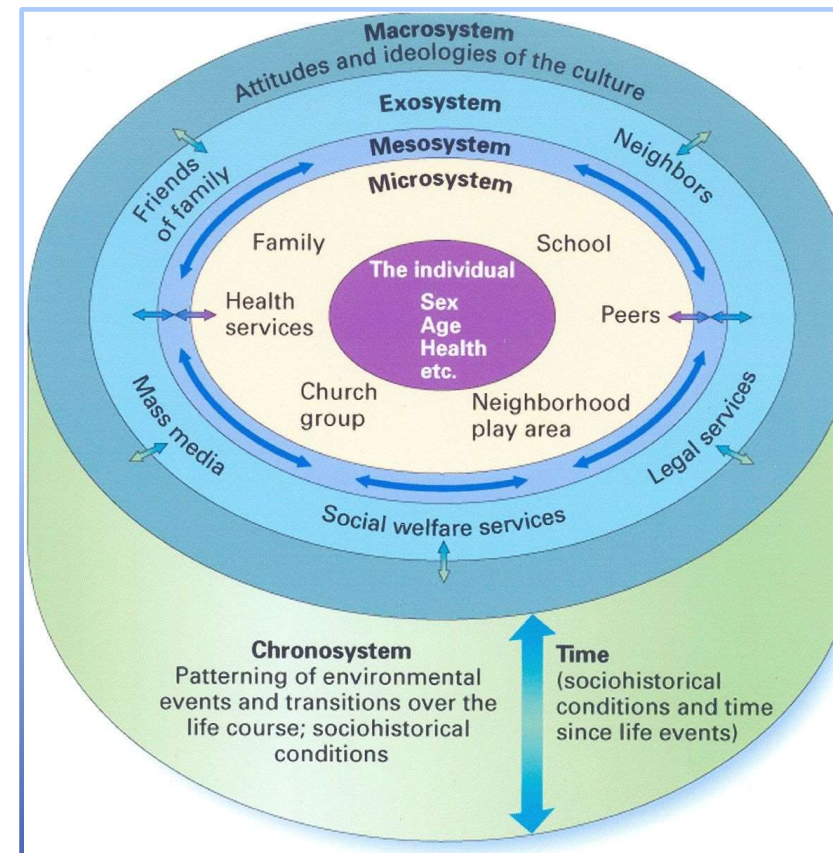 Macrosystem
Attitudes and ideologies of the culture
Exosystem
Mesosystem
Microsystem
Friends
of family
Neighbors
Family
School
The individual
Sex
Age
Health
etc.
Health
services
Peers
Church
group
Neighborhood
play area
Mass media
Legal services
Social welfare services
Chronosystem
Patterning of environmental
events and transitions over the
life course; sociohistorical
conditions
Time
(sociohistorical
conditions and time
since life events)